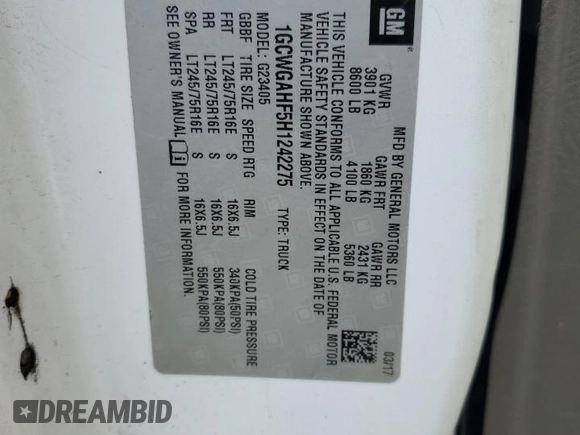 GM
MFD BY GENERAL MOTORS LLC 03/17
GVWR GAWR FRT GAWR RR
3901 KG 1860 KG 2431 KG
8600 LB 4100 LB 5360 LB
THIS VEHICLE CONFORMS TO ALL APPLICABLE U.S. FEDERAL MOTOR
VEHICLE SAFETY STANDARDS IN EFFECT ON THE DATE OF
MANUFACTURE SHOWN ABOVE.
1GCWGAHF5H1242275 TYPE: TRUCK
MODEL: G23405
GBBF TIRE SIZE SPEED RTG RIM COLD TIRE PRESSURE
FRT LT245/75R16E S 16X6.5J 340KPA(50PSI)
RR LT245/75R16E S 16X6.5J 550KPA(80PSI)
SPA LT245/75R16E S 16X6.5J 550KPA(80PSI)
SEE OWNER'S MANUAL FOR MORE INFORMATION.
DREAMBID